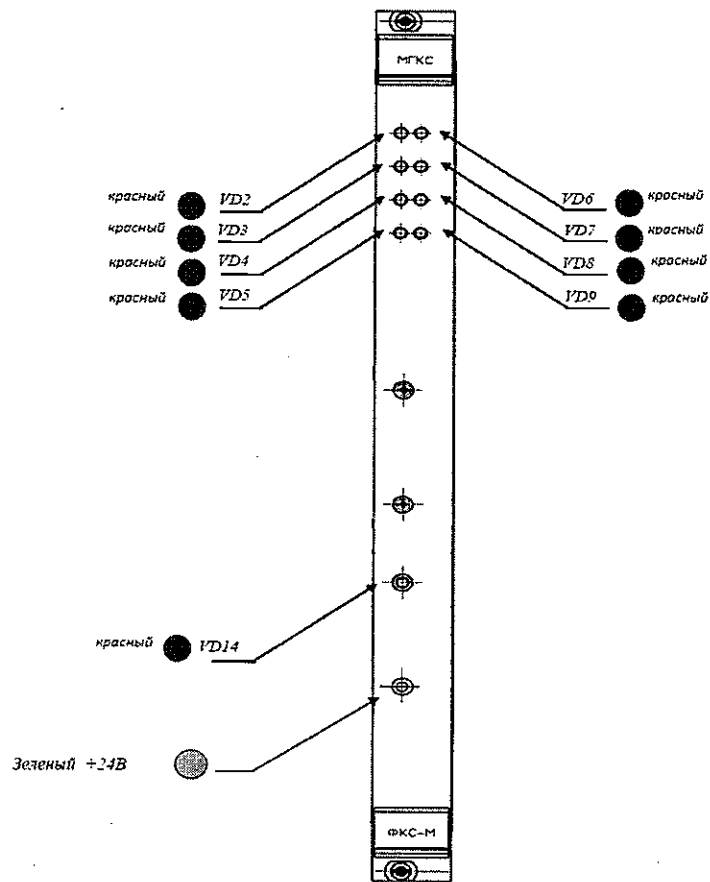 МГКС
красный VD2
VD6 красный
красный VD3
VD7 красный
красный VD4
VD8 красный
красный VD5
VD9 красный
красный VD14
Зеленый +24В
ФКС-М